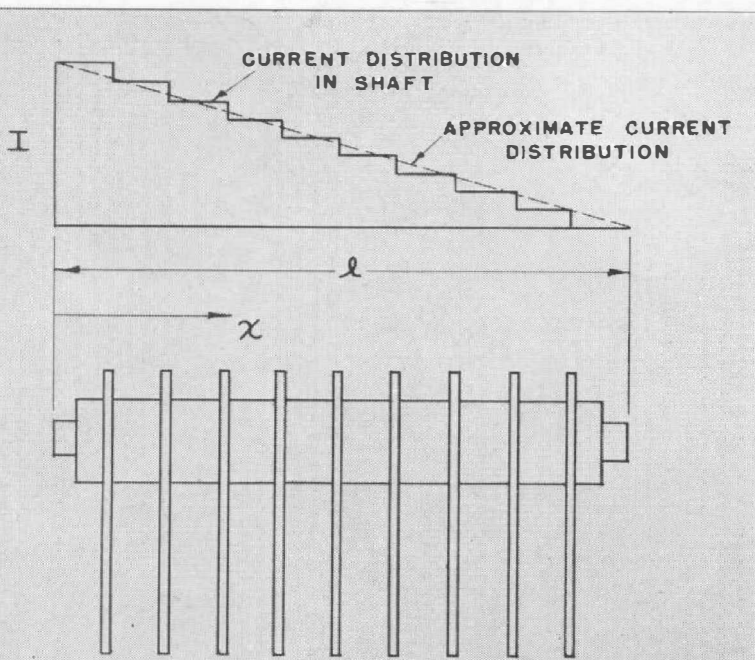 CURRENT DISTRIBUTION
IN SHAFT
I
APPROXIMATE CURRENT
DISTRIBUTION
l
x